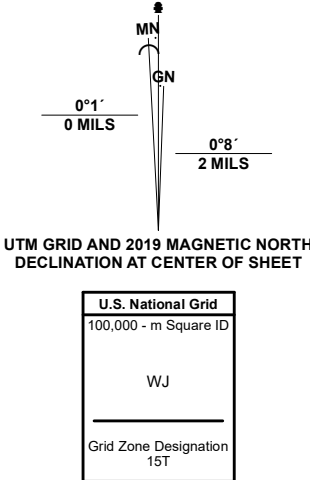 MN
GN
0°1´
0 MILS
0°8´
2 MILS
UTM GRID AND 2019 MAGNETIC NORTH
DECLINATION AT CENTER OF SHEET
U.S. National Grid
100,000 - m Square ID
WJ
Grid Zone Designation
15T